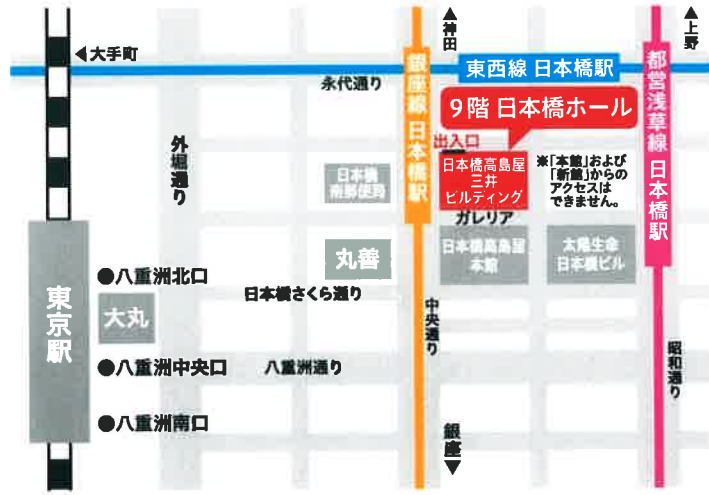 ▲神田
▲上野
◀大手町
東西線 日本橋駅
永代通り
銀座線 日本橋駅
都営浅草線 日本橋駅
9階 日本橋ホール
出入口
外堀通り
日本橋
南郵便局
日本橋高島屋
三井
ビルディング
※「本館」および
「新館」からの
アクセスは
できません。
ガレリア
日本橋高島屋
本館
太陽生命
日本橋ビル
丸善
●八重洲北口
日本橋さくら通り
東京駅
大丸
中央通り
●八重洲中央口
八重洲通り
昭和通り
●八重洲南口
銀座▼